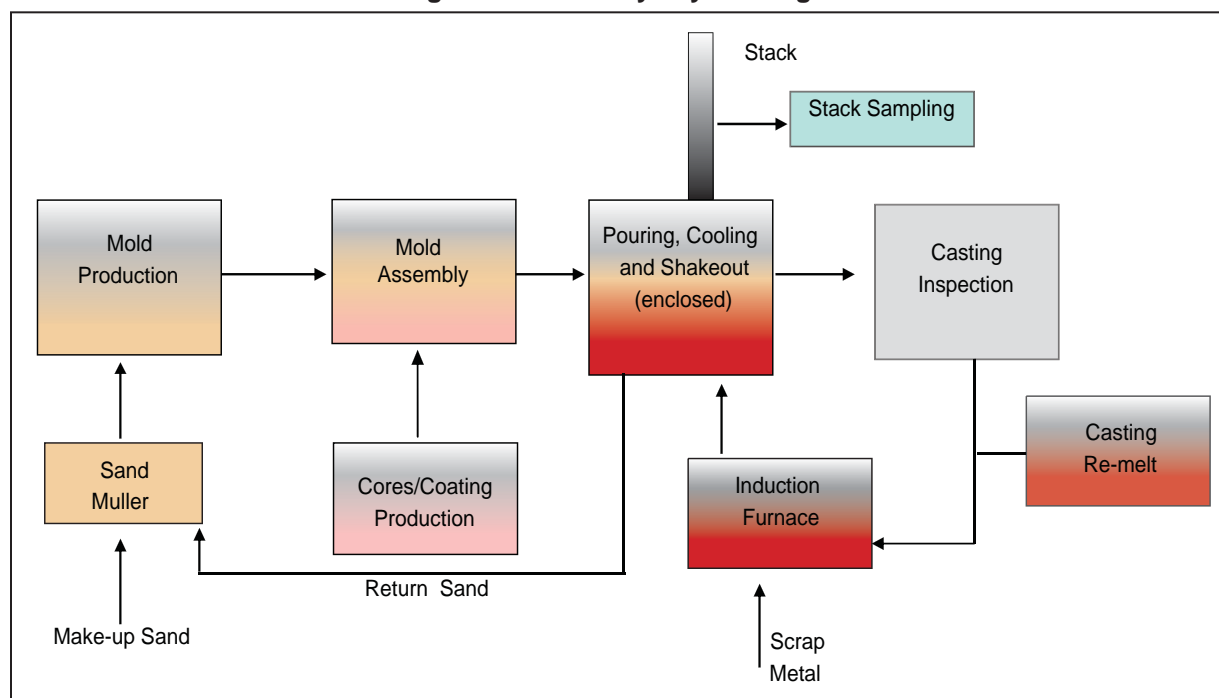 Stack
Stack Sampling
Mold
Production
Mold
Assembly
Pouring, Cooling
and Shakeout
(enclosed)
Casting
Inspection
Sand
Muller
Cores/Coating
Production
Induction
Furnace
Casting
Re-melt
Return Sand
Make-up Sand
Scrap
Metal